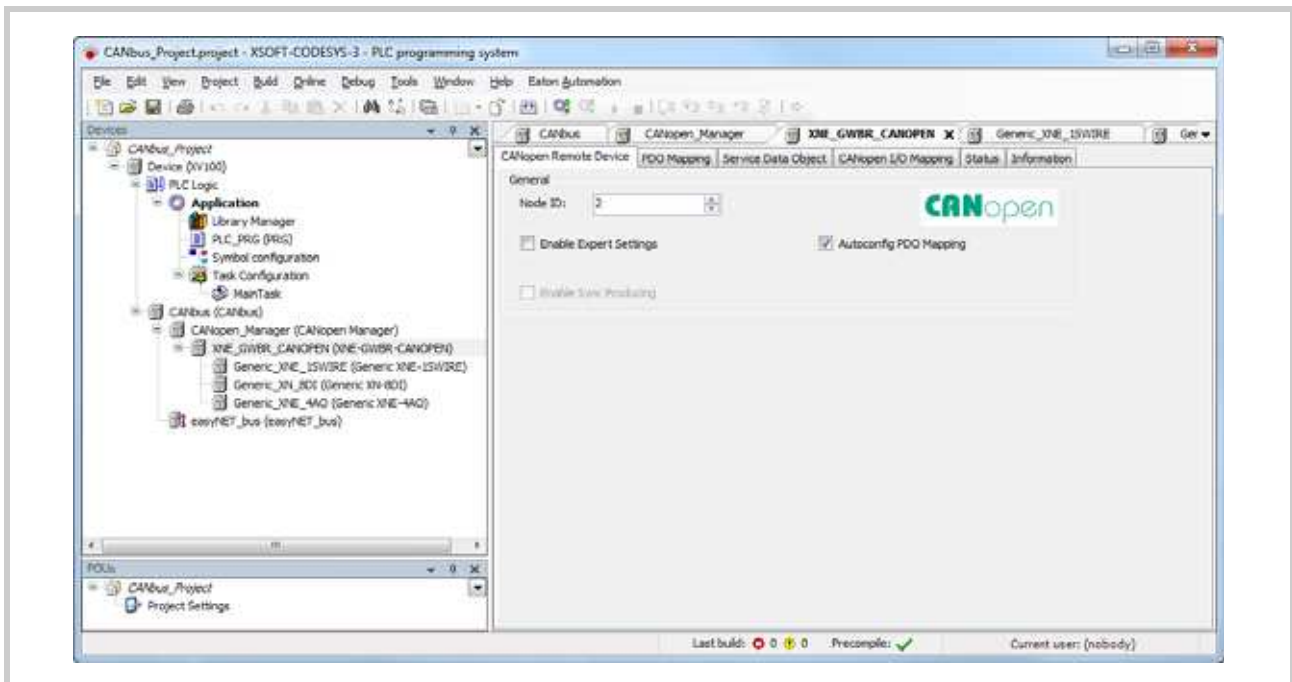 CANbus_Project.project - XSOFT-CODESYS-3 - PLC programming system
File Edit View Project Build Online Debug Tools Window Help Eaton Automation
Devices
CANbus_Project
Device (XV100)
PLC Logic
Application
Library Manager
PLC_PRG (PRG)
Symbol configuration
Task Configuration
MainTask
CANbus (CANbus)
CANopen_Manager (CANopen Manager)
XNE_GWBR_CANOPEN (XNE-GWBR-CANOPEN)
Generic_XNE_1SWIRE (Generic XNE-1SWIRE)
Generic_XN_8DI (Generic XN-8DI)
Generic_XNE_4AO (Generic XNE-4AO)
easyNET_bus (easyNET_bus)
POUs
CANbus_Project
Project Settings
CANbus CANopen_Manager XNE_GWBR_CANOPEN Generic_XNE_1SWIRE Ger
CANopen Remote Device PDO Mapping Service Data Object CANopen I/O Mapping Status Information
General
Node ID: 2
CANopen
Enable Expert Settings Autoconfig PDO Mapping
Enable Sync Producing
Last build: 0 0 Precompile: Current user: (nobody)